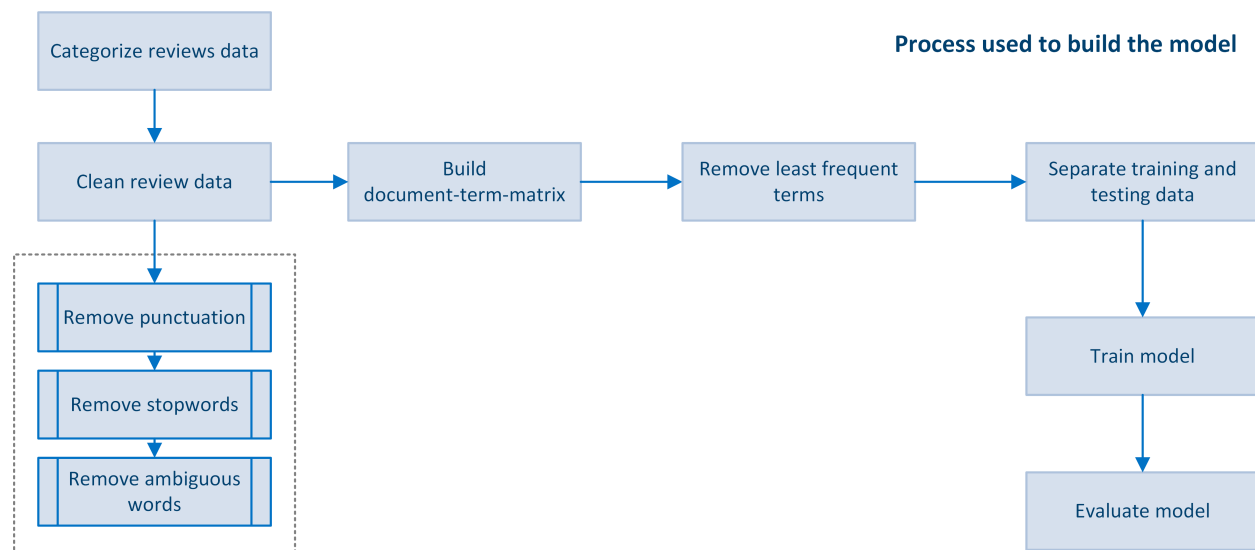 Process used to build the model
Categorize reviews data
Clean review data
Build
document-term-matrix
Remove least frequent
terms
Separate training and
testing data
Remove punctuation
Remove stopwords
Remove ambiguous
words
Train model
Evaluate model